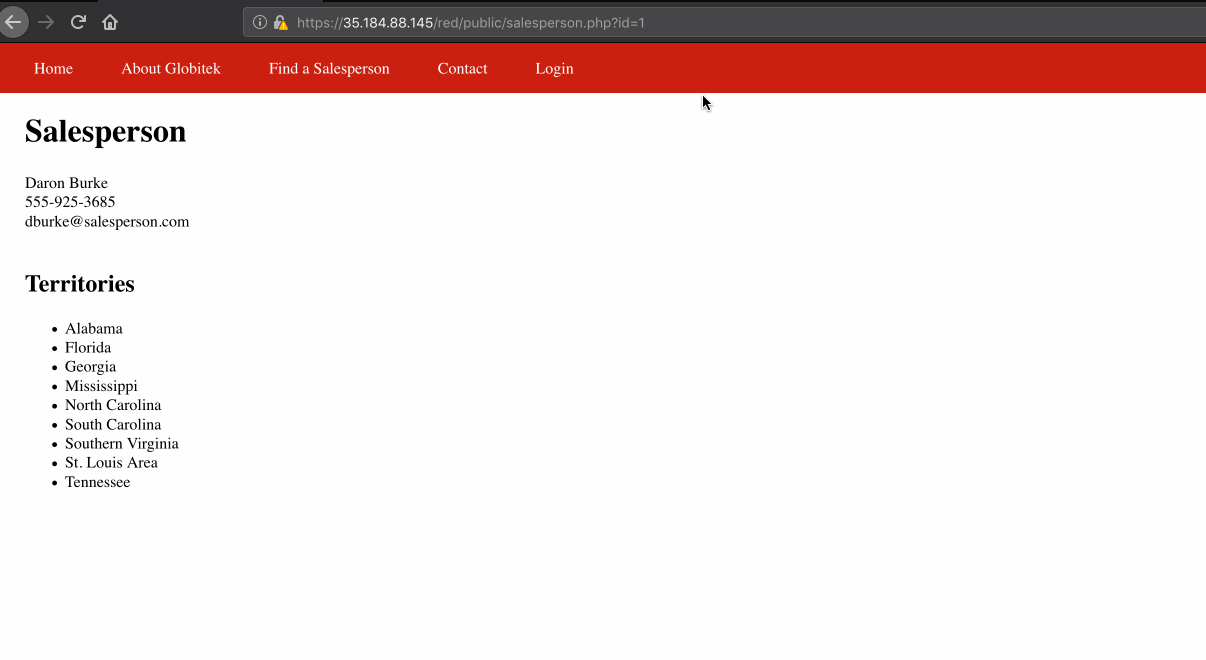 https://35.184.88.145/red/public/salesperson.php?id=1
Home About Globitek Find a Salesperson Contact Login
Salesperson
Daron Burke
555-925-3685
dburke@salesperson.com
Territories
• Alabama
• Florida
• Georgia
• Mississippi
• North Carolina
• South Carolina
• Southern Virginia
• St. Louis Area
• Tennessee